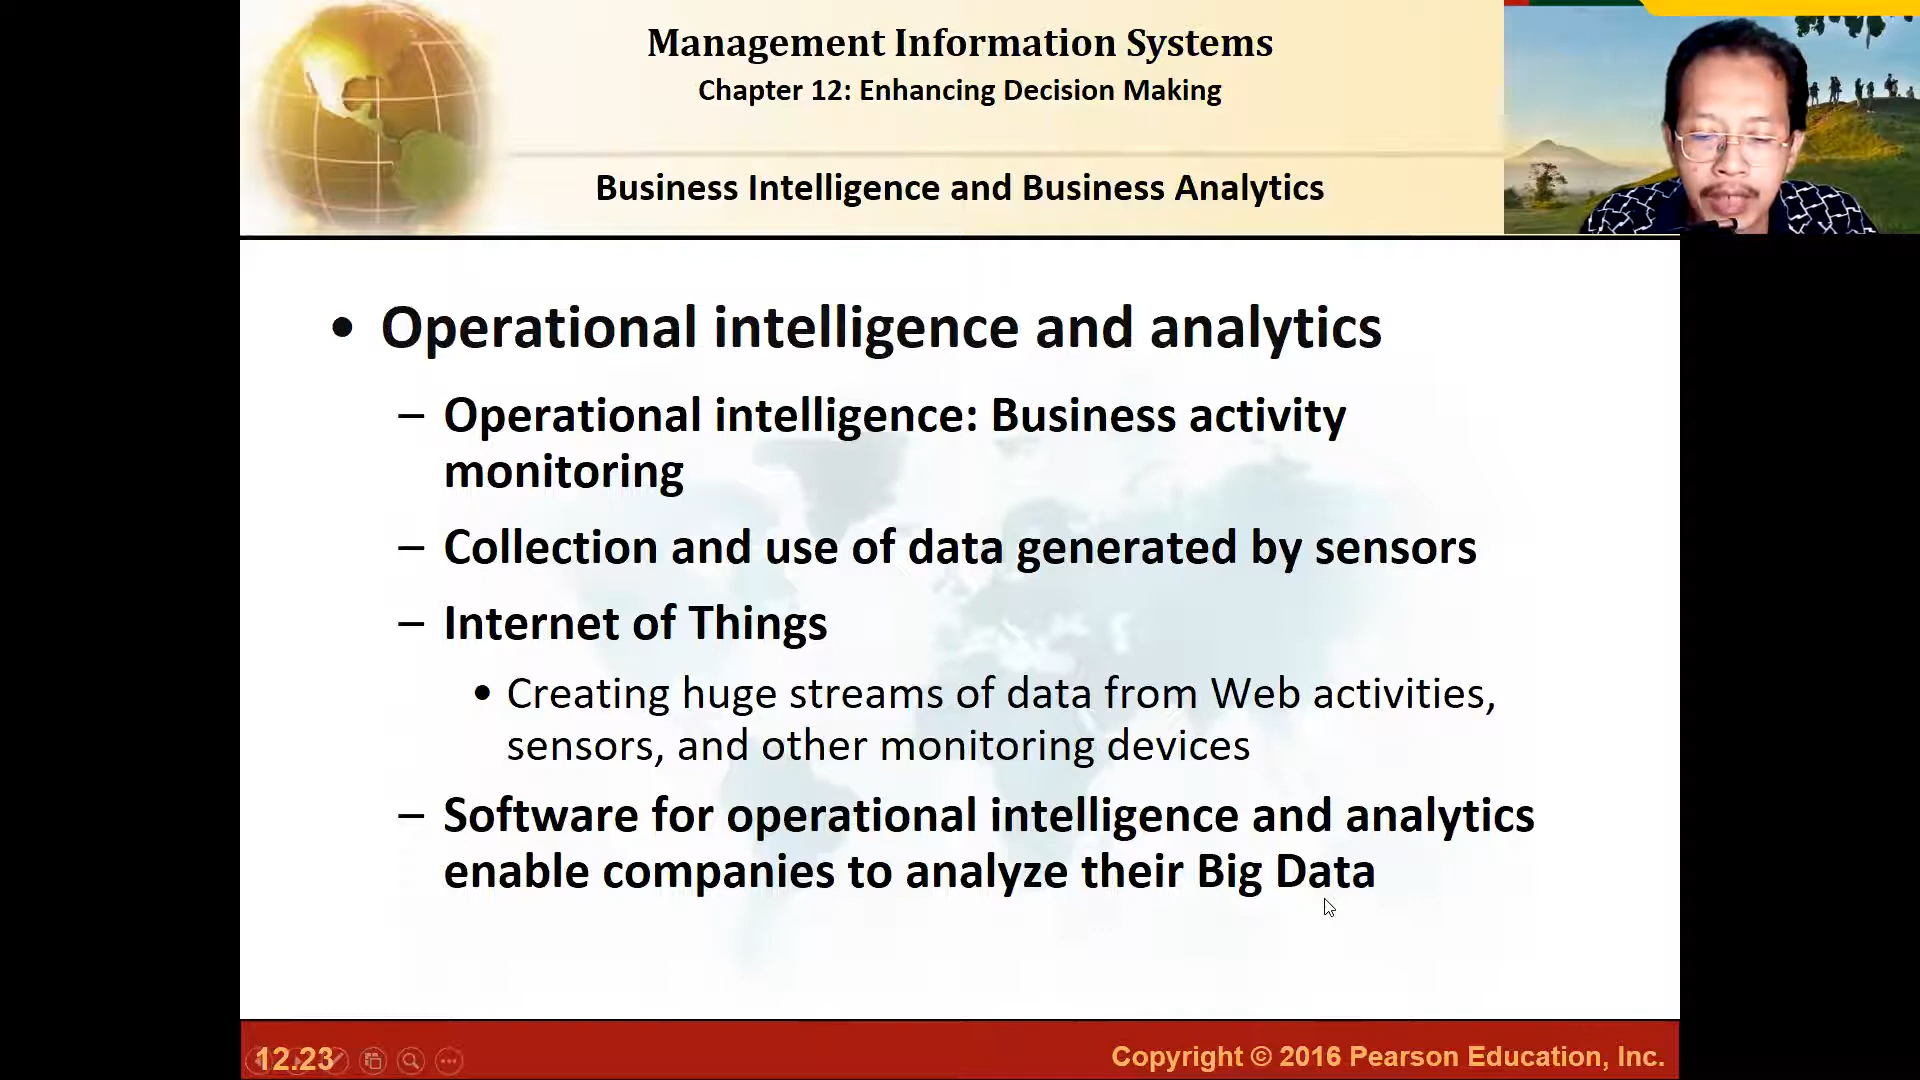 Management Information Systems
Chapter 12: Enhancing Decision Making
Business Intelligence and Business Analytics
• Operational intelligence and analytics
– Operational intelligence: Business activity
monitoring
– Collection and use of data generated by sensors
– Internet of Things
• Creating huge streams of data from Web activities,
sensors, and other monitoring devices
– Software for operational intelligence and analytics
enable companies to analyze their Big Data
12.23
Copyright © 2016 Pearson Education, Inc.